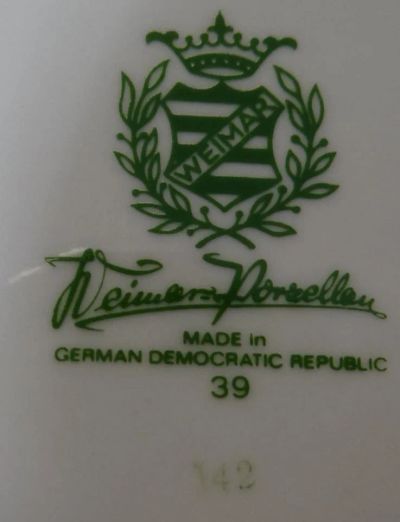 WEIMAR
Weimar-Porzellan
MADE in
GERMAN DEMOCRATIC REPUBLIC
39
142